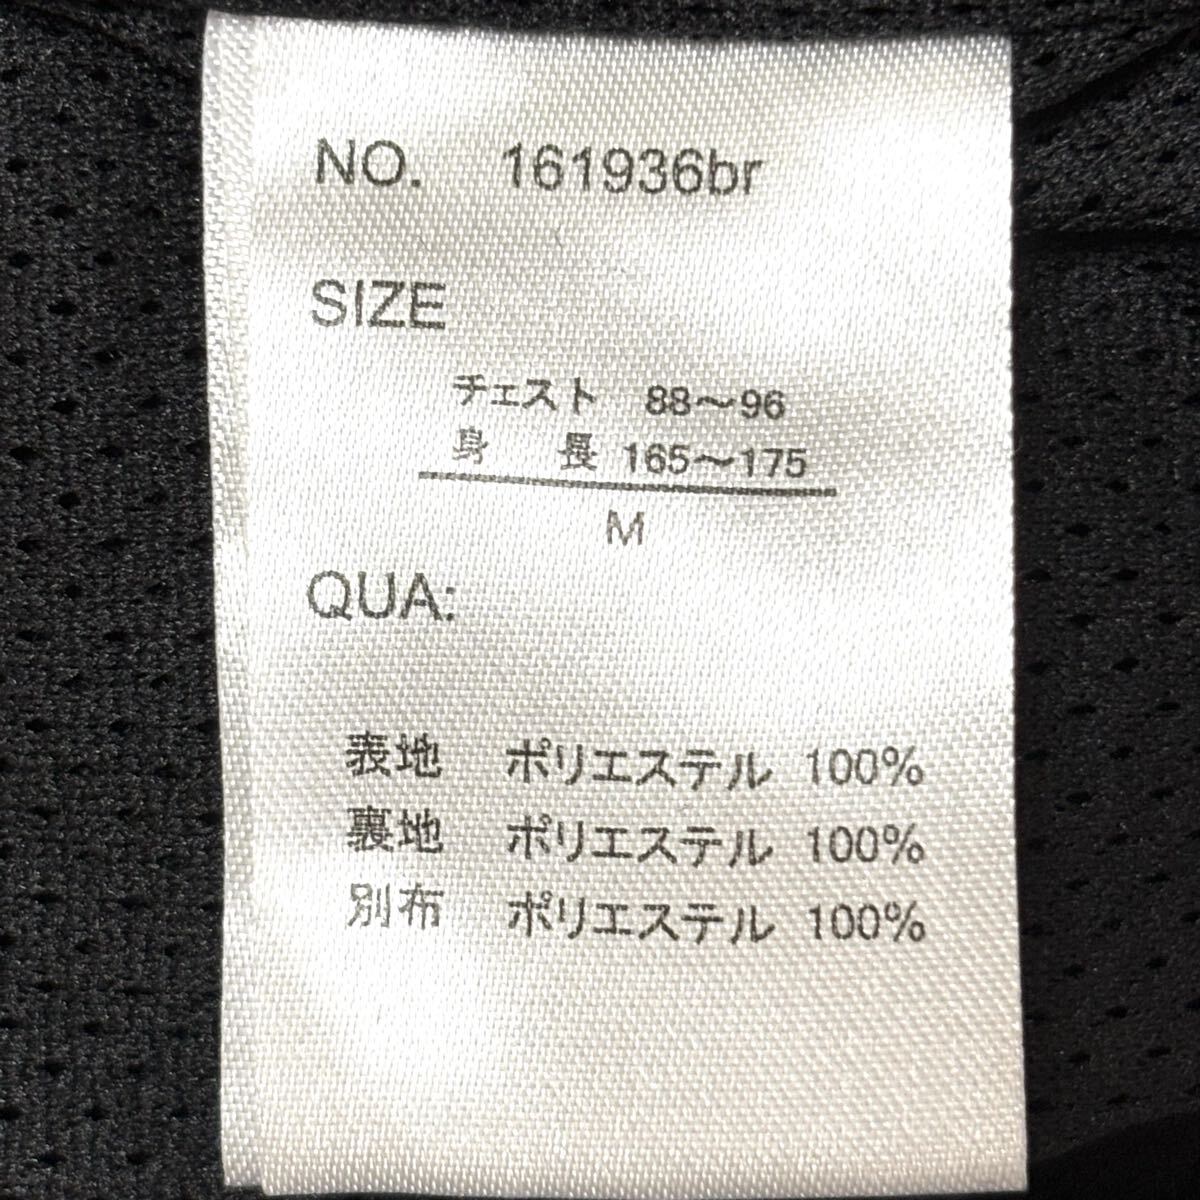 NO. 161936br
SIZE
チェスト 88〜96
身 長 165〜175
M
QUA:
表地 ポリエステル 100%
裏地 ポリエステル 100%
別布 ポリエステル 100%